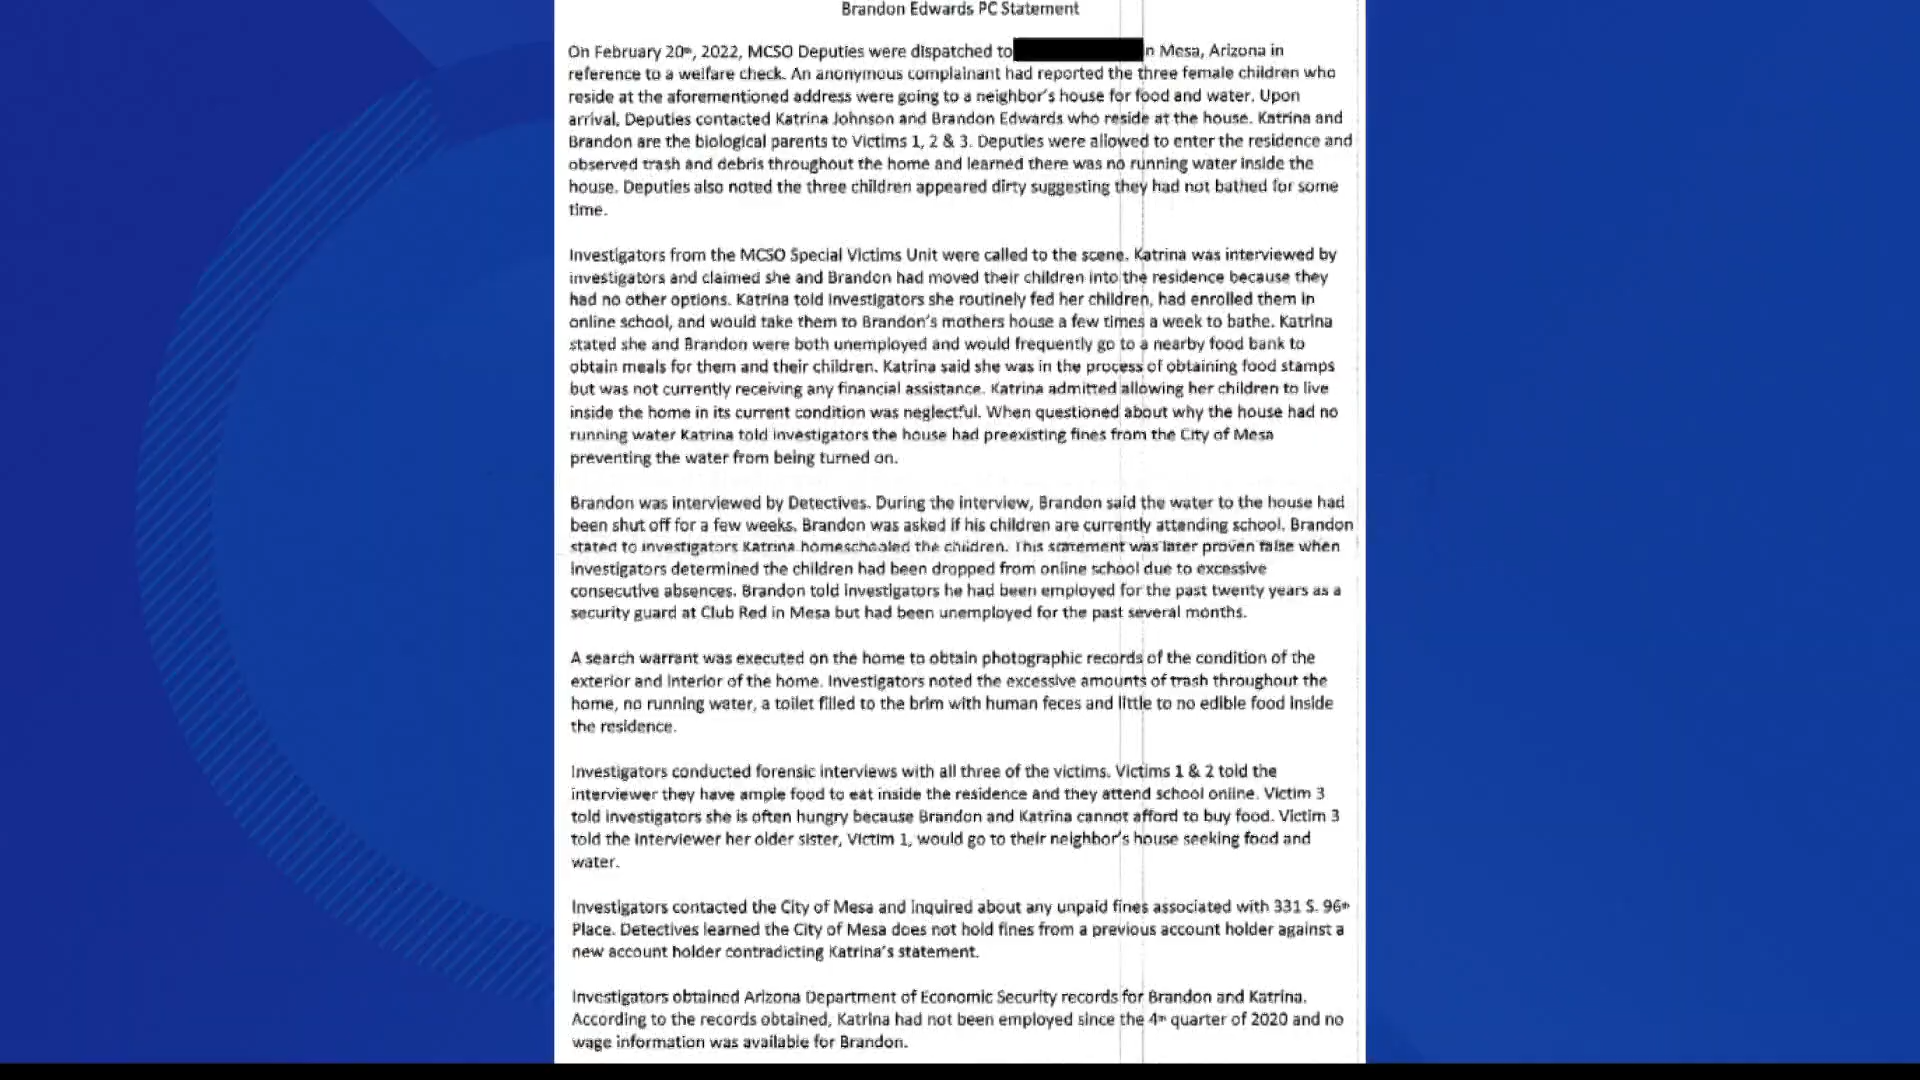 Brandon Edwards PC Statement
On February 20th, 2022, MCSO Deputies were dispatched to n Mesa, Arizona in
reference to a welfare check. An anonymous complainant had reported the three female children who
reside at the aforementioned address were going to a neighbor's house for food and water. Upon
arrival, Deputies contacted Katrina Johnson and Brandon Edwards who reside at the house. Katrina and
Brandon are the biological parents to Victims 1, 2 & 3. Deputies were allowed to enter the residence and
observed trash and debris throughout the home and learned there was no running water inside the
house. Deputies also noted the three children appeared dirty suggesting they had not bathed for some
time.
Investigators from the MCSO Special Victims Unit were called to the scene. Katrina was interviewed by
investigators and claimed she and Brandon had moved their children into the residence because they
had no other options. Katrina told investigators she routinely fed her children, had enrolled them in
online school, and would take them to Brandon's mothers house a few times a week to bathe. Katrina
stated she and Brandon were both unemployed and would frequently go to a nearby food bank to
obtain meals for them and their children. Katrina said she was in the process of obtaining food stamps
but was not currently receiving any financial assistance. Katrina admitted allowing her children to live
inside the home in its current condition was neglectful. When questioned about why the house had no
running water Katrina told investigators the house had preexisting fines from the City of Mesa
preventing the water from being turned on.
Brandon was interviewed by Detectives. During the interview, Brandon said the water to the house had
been shut off for a few weeks. Brandon was asked if his children are currently attending school. Brandon
stated to investigators Katrina homeschooled the children. This statement was later proven false when
investigators determined the children had been dropped from online school due to excessive
consecutive absences. Brandon told investigators he had been employed for the past twenty years as a
security guard at Club Red in Mesa but had been unemployed for the past several months.
A search warrant was executed on the home to obtain photographic records of the condition of the
exterior and interior of the home. Investigators noted the excessive amounts of trash throughout the
home, no running water, a toilet filled to the brim with human feces and little to no edible food inside
the residence.
Investigators conducted forensic interviews with all three of the victims. Victims 1 & 2 told the
interviewer they have ample food to eat inside the residence and they attend school online. Victim 3
told investigators she is often hungry because Brandon and Katrina cannot afford to buy food. Victim 3
told the interviewer her older sister, Victim 1, would go to their neighbor's house seeking food and
water.
Investigators contacted the City of Mesa and inquired about any unpaid fines associated with 331 S. 96th
Place. Detectives learned the City of Mesa does not hold fines from a previous account holder against a
new account holder contradicting Katrina's statement.
Investigators obtained Arizona Department of Economic Security records for Brandon and Katrina.
According to the records obtained, Katrina had not been employed since the 4th quarter of 2020 and no
wage information was available for Brandon.